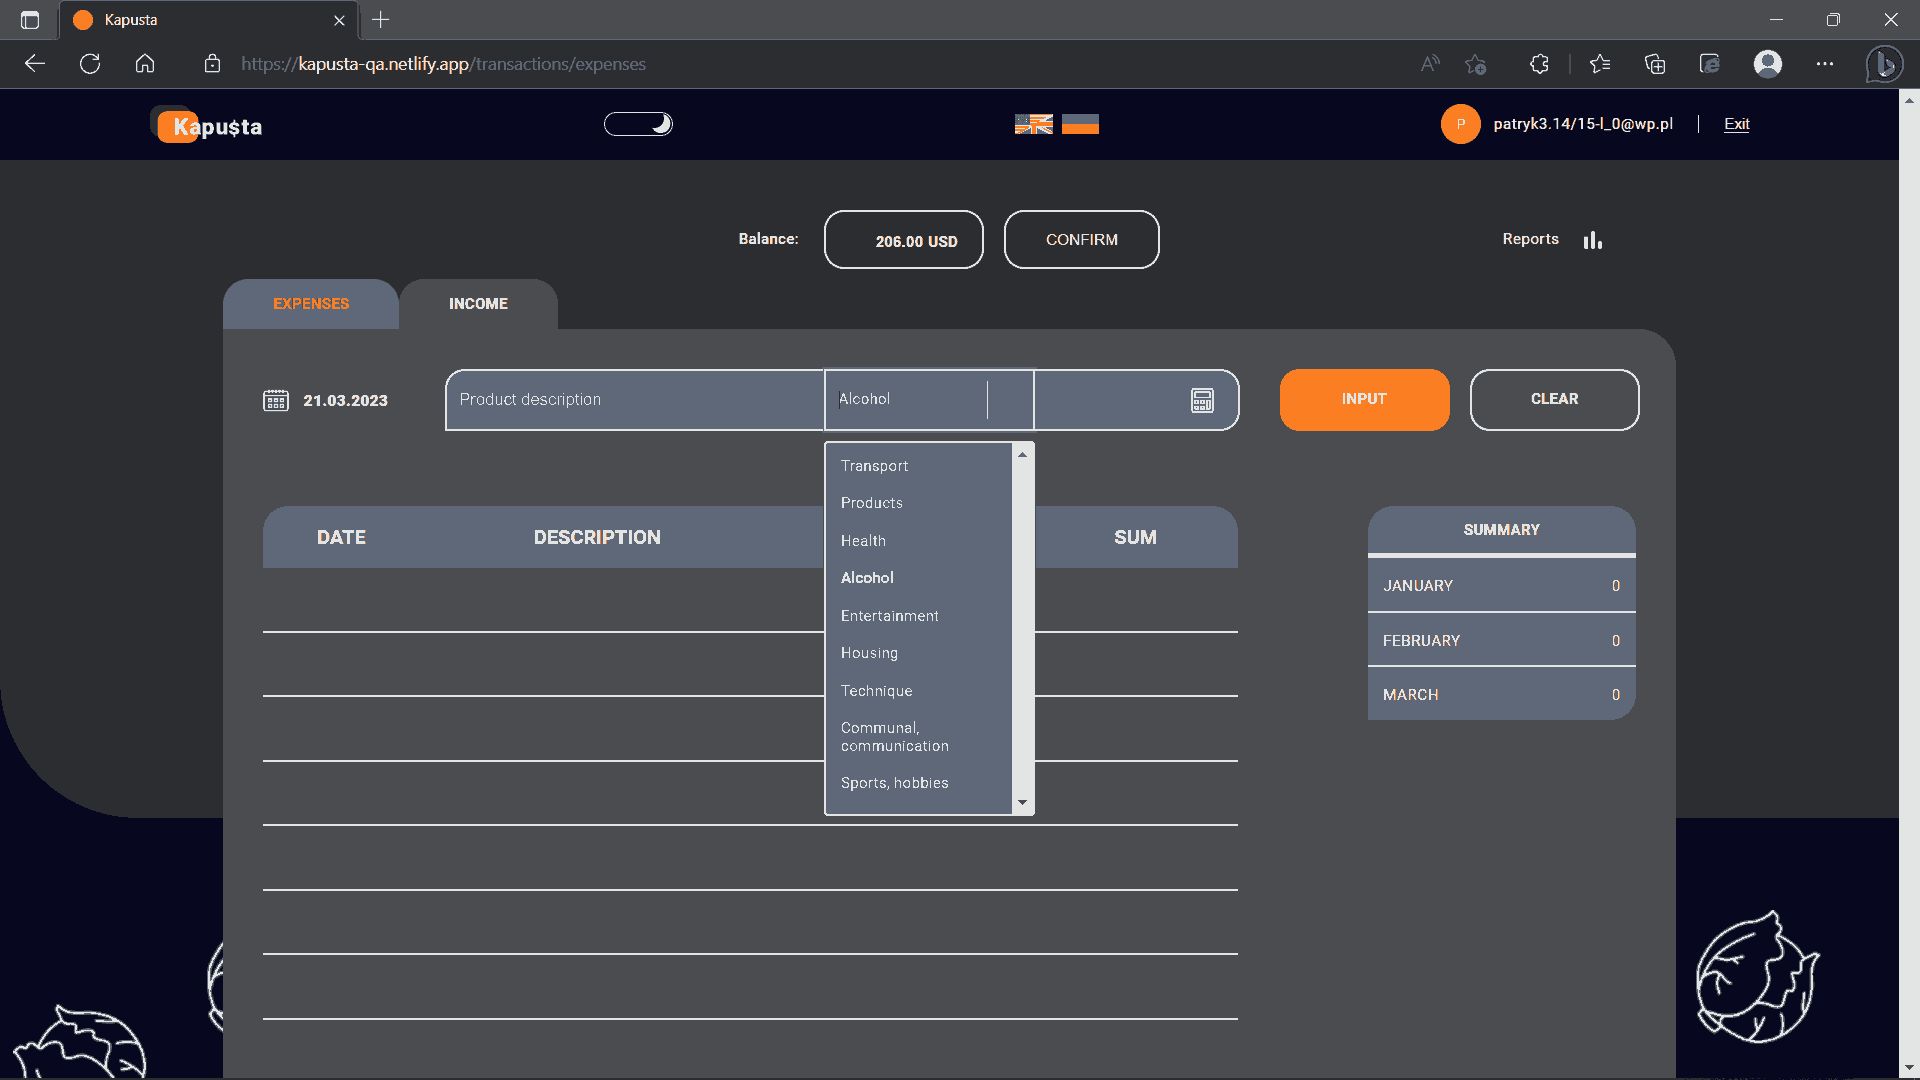 Kapusta
https://kapusta-qa.netlify.app/transactions/expenses
Kapu$ta
P
patryk3.14/15-l_0@wp.pl
Exit
Balance:
206.00 USD
CONFIRM
Reports
EXPENSES
INCOME
21.03.2023
Product description
Alcohol
INPUT
CLEAR
Transport
Products
Health
Alcohol
Entertainment
Housing
Technique
Communal,
communication
Sports, hobbies
DATE
DESCRIPTION
SUM
SUMMARY
JANUARY 0
FEBRUARY 0
MARCH 0